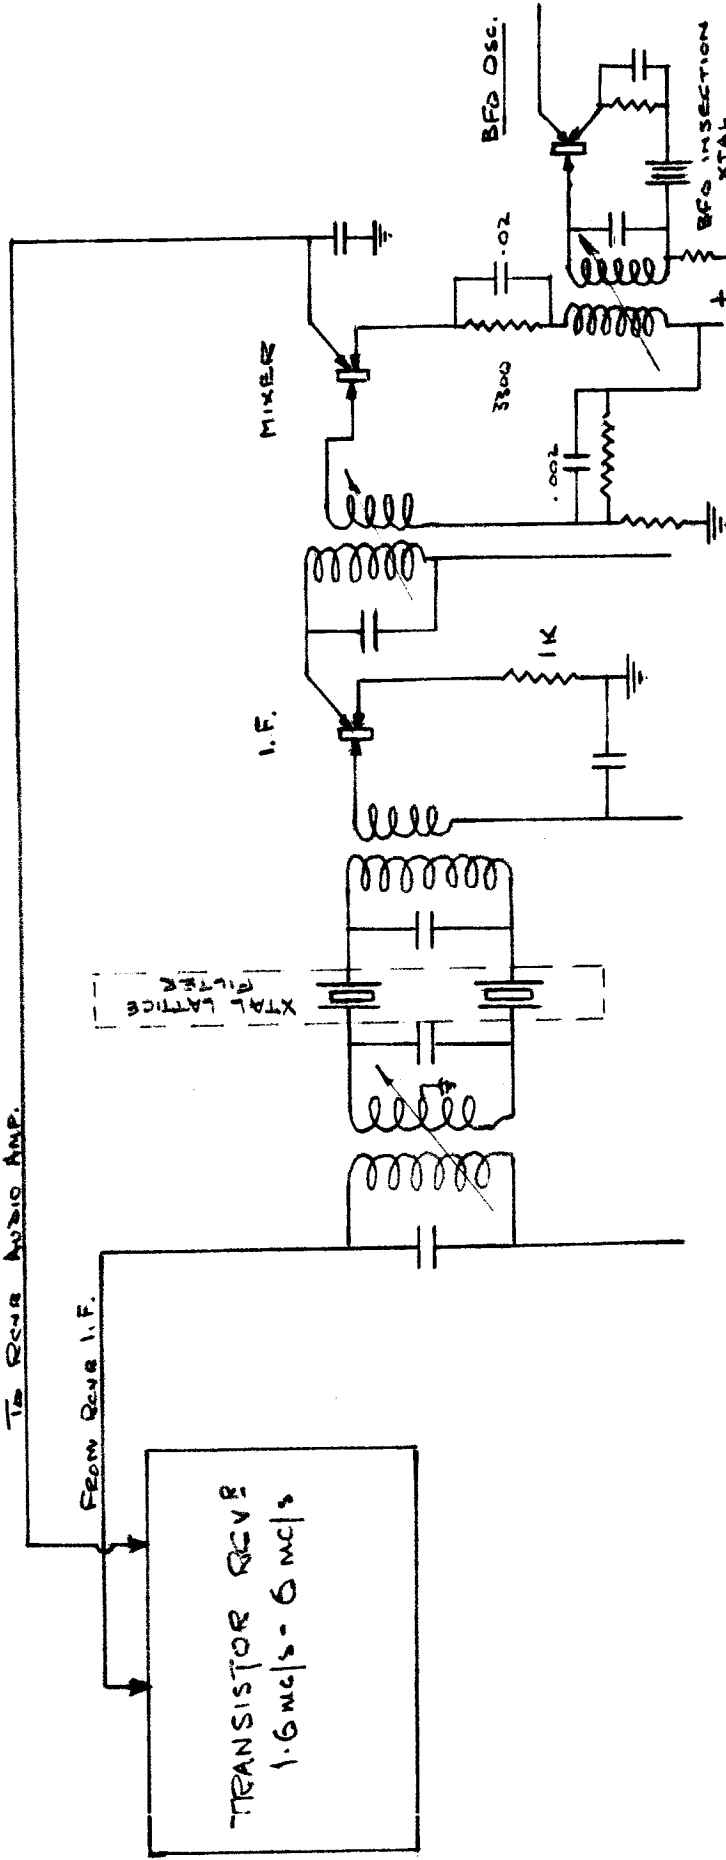 To RCVR AUDIO AMP.
FROM RCVR I.F.
TRANSISTOR RCVR
1.6 mc/s - 6 mc/s
XTAL LATTICE
FILTER
I.F.
1K
MIXER
3300
.02
.002
BFO OSC.
BFO INSECTION
XTAL
+